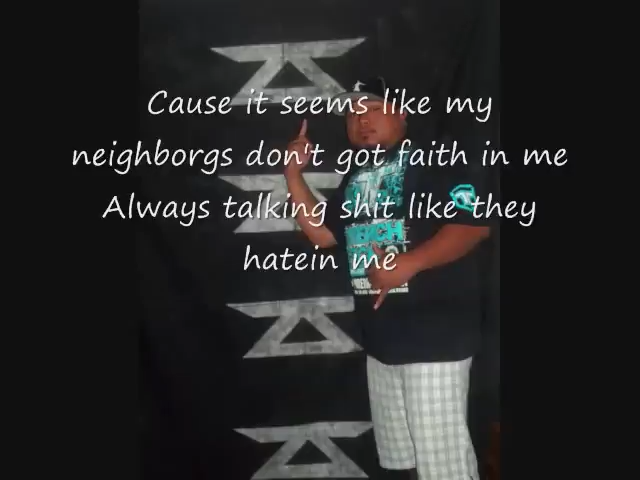 Cause it seems like my
neighborgs don't got faith in me
Always talking shit like they
hatein me